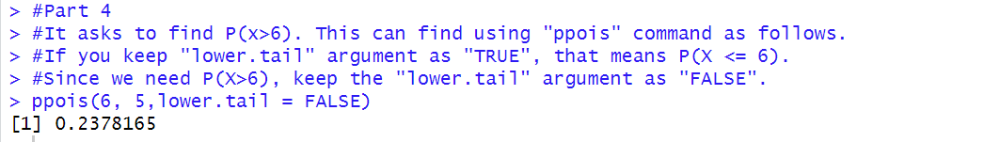 > #Part 4
> #It asks to find P(x>6). This can find using "ppois" command as follows.
> #If you keep "lower.tail" argument as "TRUE", that means P(X <= 6).
> #Since we need P(X>6), keep the "lower.tail" argument as "FALSE".
> ppois(6, 5,lower.tail = FALSE)
[1] 0.2378165